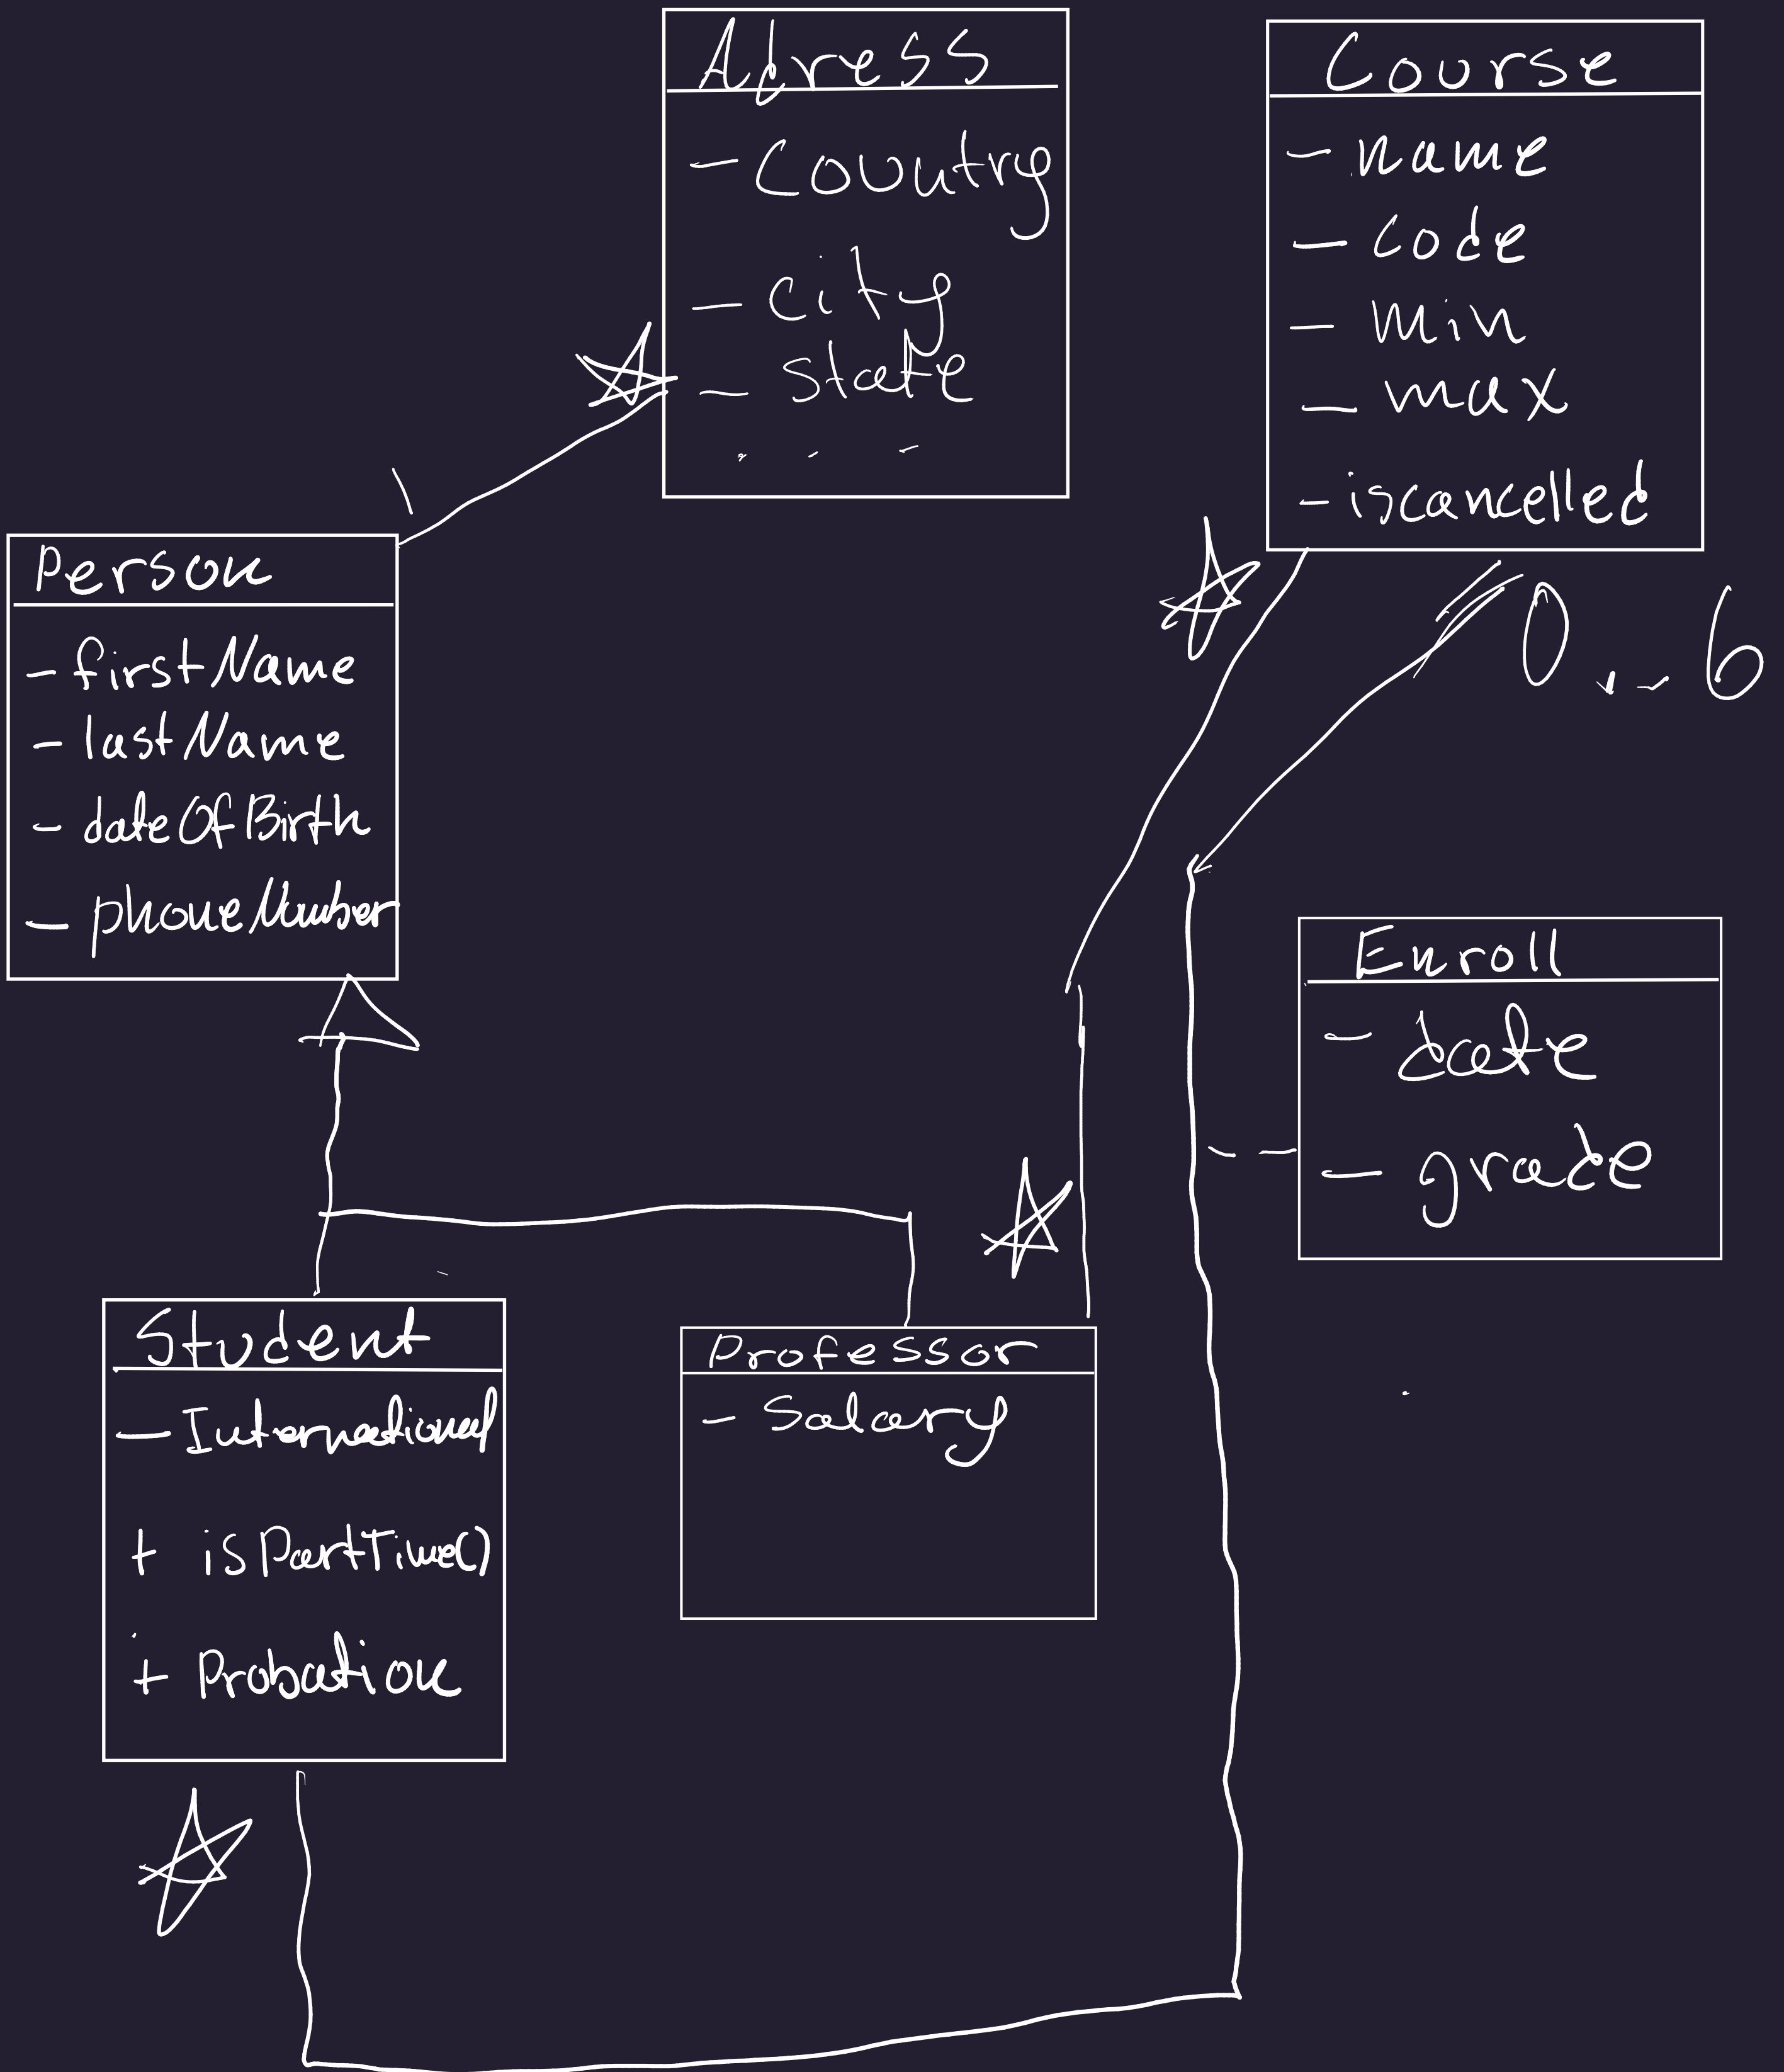 Adress
- Country
- city
- state
. . .
Course
- name
- Code
- Min
- max
- iscancelled
1
0...6
Person
- firstName
- lastName
- dateOfBirth
- phoneNumber
Enroll
- date
- grade
Student
- International
+ isPartTime()
+ Probation
Professor
- Salary